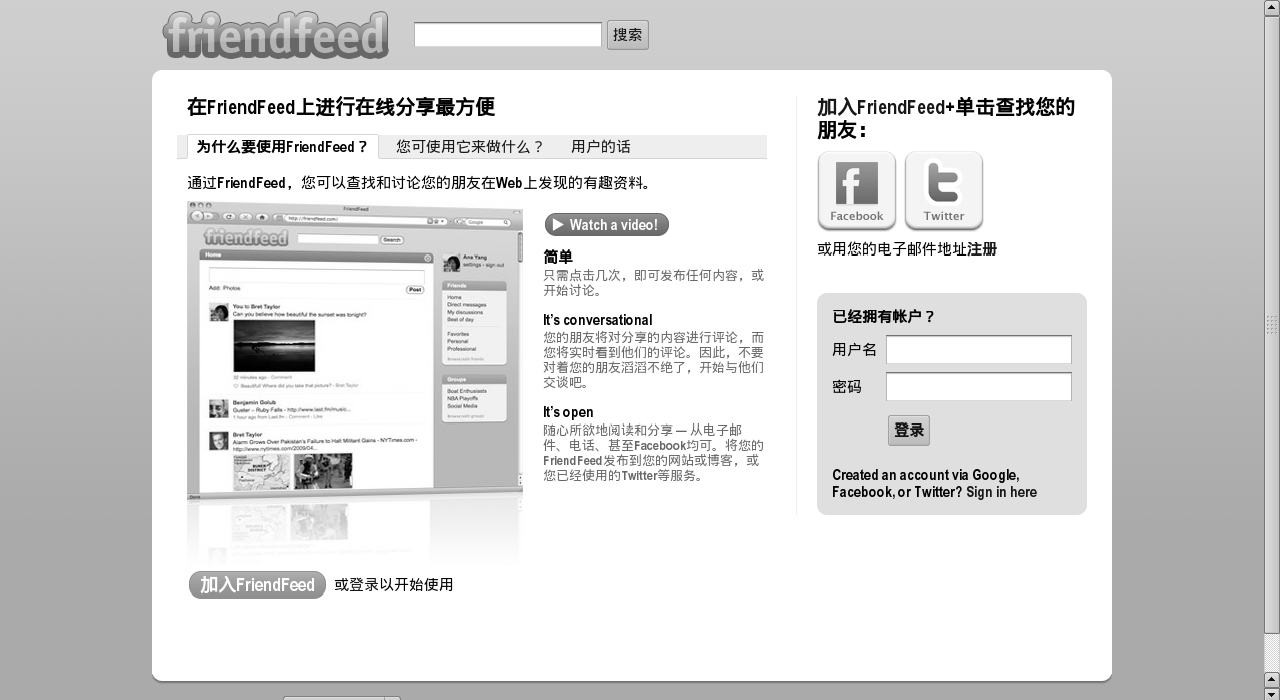 friendfeed
搜索
在FriendFeed上进行在线分享最方便
为什么要使用FriendFeed？
您可使用它来做什么？
用户的话
通过FriendFeed，您可以查找和讨论您的朋友在Web上发现的有趣资料。
FriendFeed
http://friendfeed.com/
Google
friendfeed
Search
Home
Add: Photos
Post
You to Bret Taylor
Can you believe how beautiful the sunset was tonight?
32 minutes ago - Comment
Beautiful! Where did you take that picture? - Bret Taylor
Benjamin Golub
Guster – Ruby Falls - http://www.last.fm/music...
1 hour ago from Last.fm - Comment - Like
Bret Taylor
Alarm Grows Over Pakistan's Failure to Halt Militant Gains - NYTimes.com -
http://www.nytimes.com/2009/04...
Ana Yang
settings - sign out
Friends
Home
Direct messages
My discussions
Best of day
Favorites
Personal
Professional
Browse/edit friends
Groups
Boat Enthusiasts
NBA Playoffs
Social Media
Browse/edit groups
Done
Watch a video!
简单
只需点击几次，即可发布任何内容，或
开始讨论。
It's conversational
您的朋友将对分享的内容进行评论，而
您将实时看到他们的评论。因此，不要
对着您的朋友滔滔不绝了，开始与他们
交谈吧。
It's open
随心所欲地阅读和分享 — 从电子邮
件、电话、甚至Facebook均可。将您的
FriendFeed发布到您的网站或博客，或
您已经使用的Twitter等服务。
加入FriendFeed
或登录以开始使用
加入FriendFeed+单击查找您的
朋友：
Facebook
Twitter
或用您的电子邮件地址注册
已经拥有帐户？
用户名
密码
登录
Created an account via Google,
Facebook, or Twitter? Sign in here